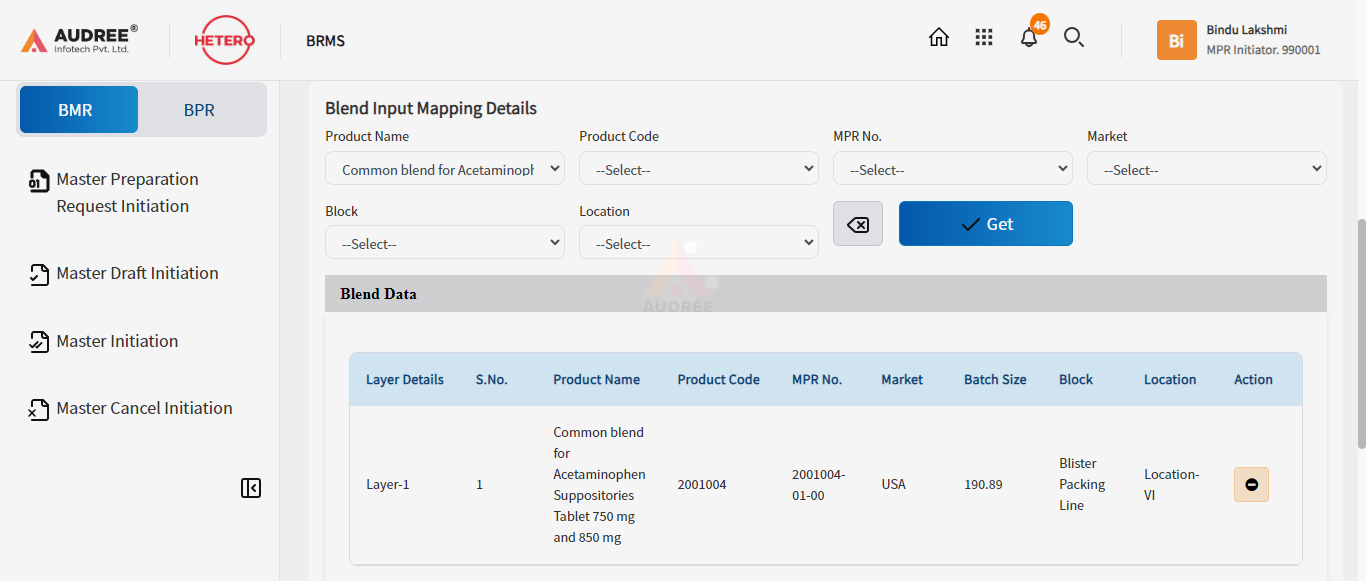 AUDREE®
Infotech Pvt. Ltd.
HETERO
BRMS
46
Bi
Bindu Lakshmi
MPR Initiator. 990001
BMR
BPR
01
Master Preparation
Request Initiation
Master Draft Initiation
Master Initiation
Master Cancel Initiation
Blend Input Mapping Details
Product Name
Product Code
MPR No.
Market
Common blend for Acetaminoph
--Select--
--Select--
--Select--
Block
Location
--Select--
--Select--
Get
AUDREE
Blend Data
Layer Details S.No. Product Name Product Code MPR No. Market Batch Size Block Location Action
Layer-1
1
Common blend
for
Acetaminophen
Suppositories
Tablet 750 mg
and 850 mg
2001004
2001004-
01-00
USA
190.89
Blister
Packing
Line
Location-
VI